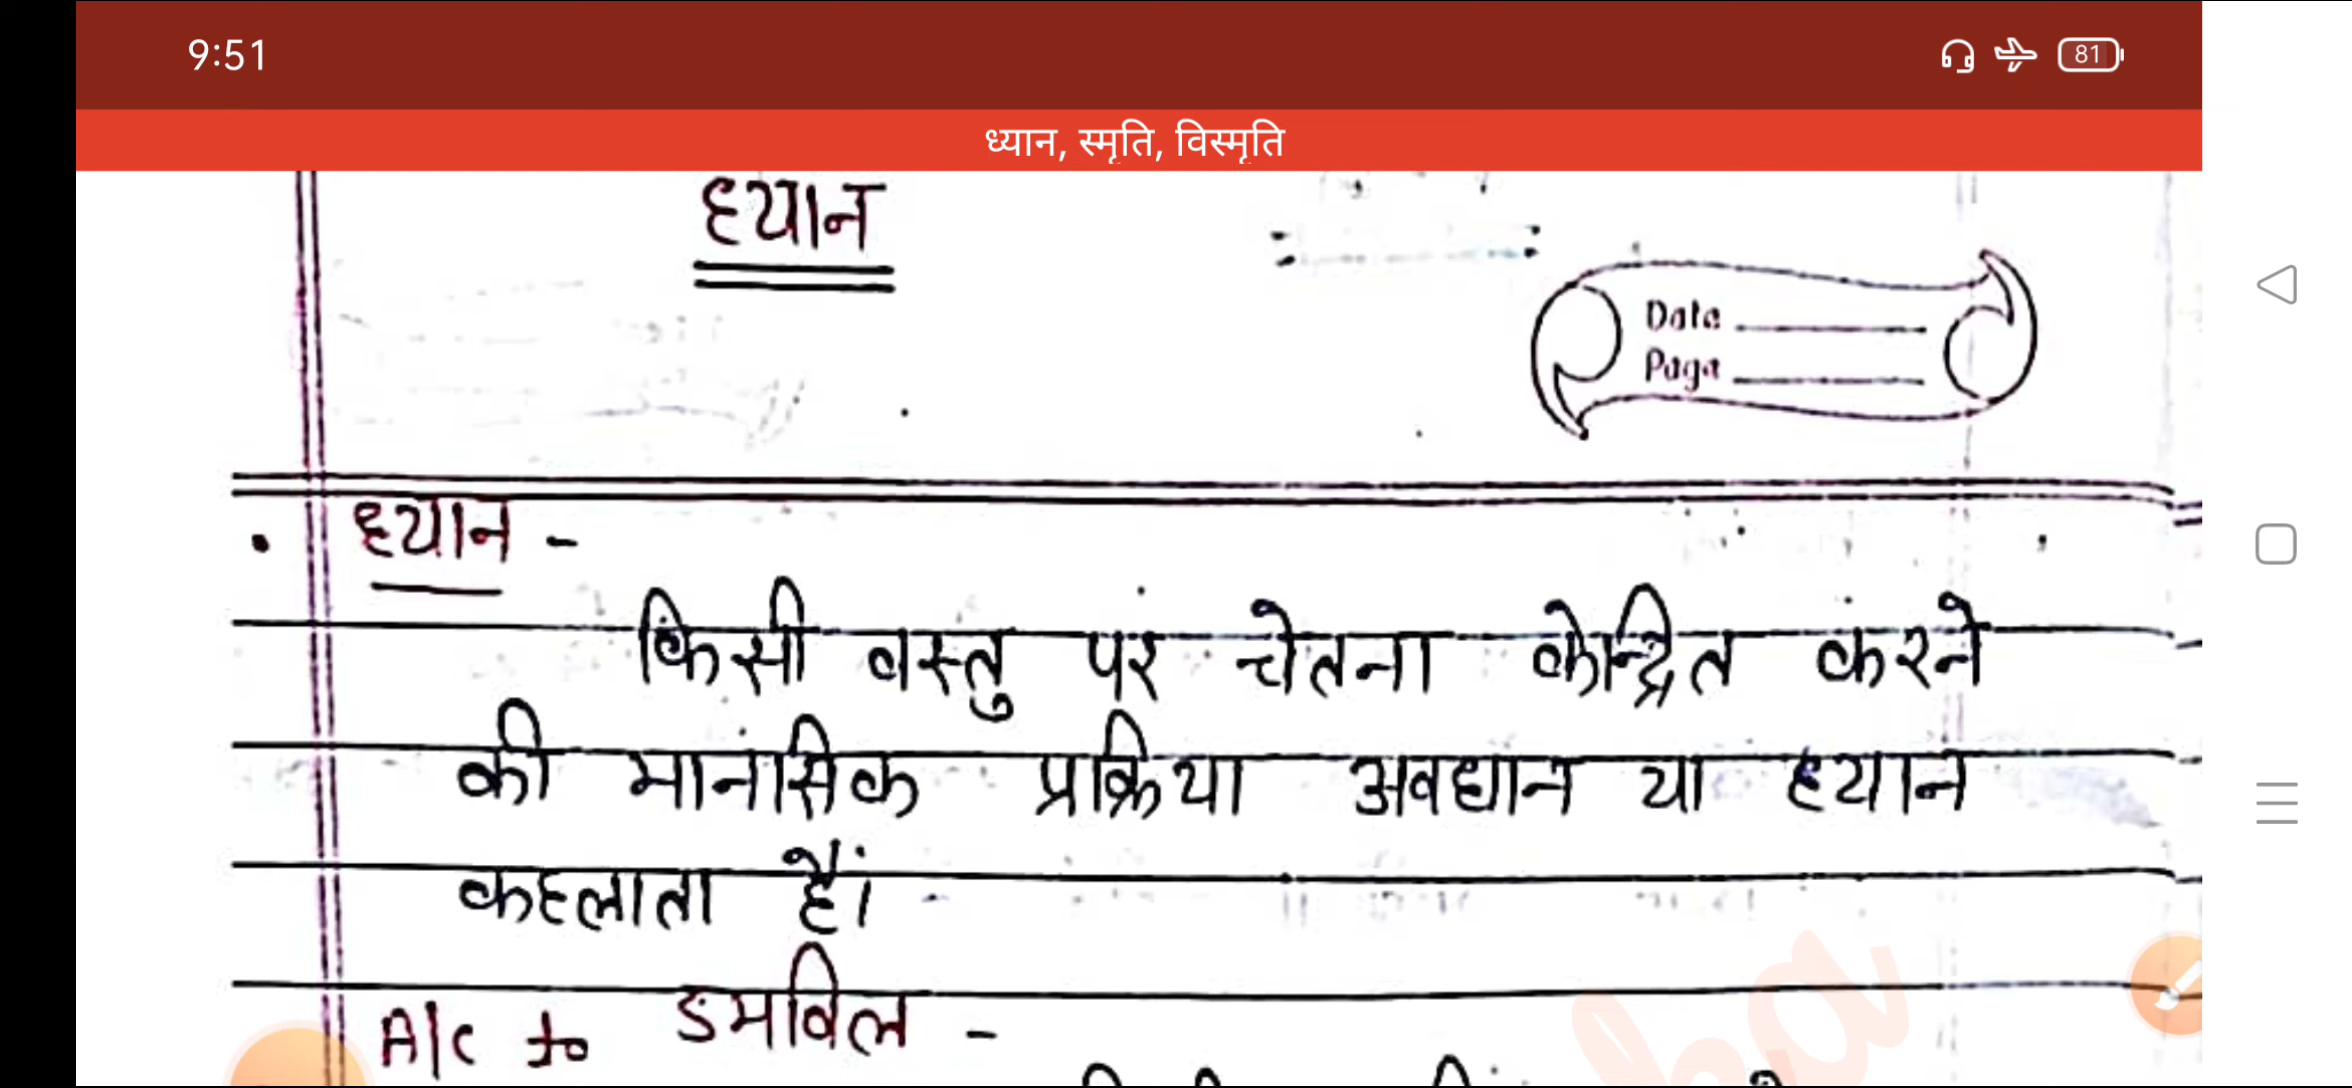 9:51
81
ध्यान, स्मृति, विस्मृति
ध्यान
Date
Page
• ध्यान -
किसी वस्तु पर चेतना केन्द्रित करने
की मानसिक प्रक्रिया अवधान या ध्यान
कहलाता है।
A/c to डमविल -